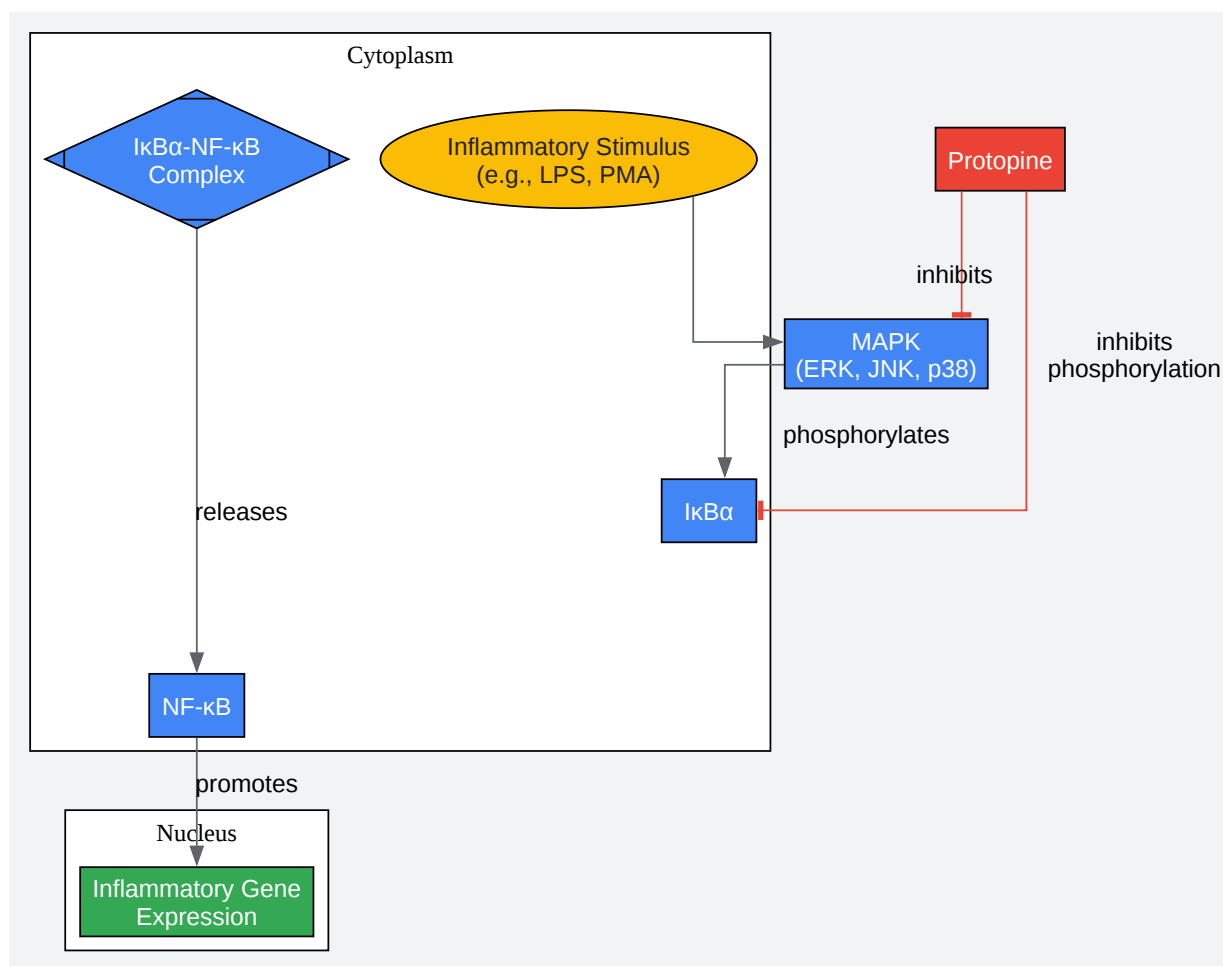 Cytoplasm
IκBα-NF-κB
Complex
Inflammatory Stimulus
(e.g., LPS, PMA)
Protopine
inhibits
MAPK
(ERK, JNK, p38)
inhibits
phosphorylation
phosphorylates
IκBα
releases
NF-κB
promotes
Nucleus
Inflammatory Gene
Expression